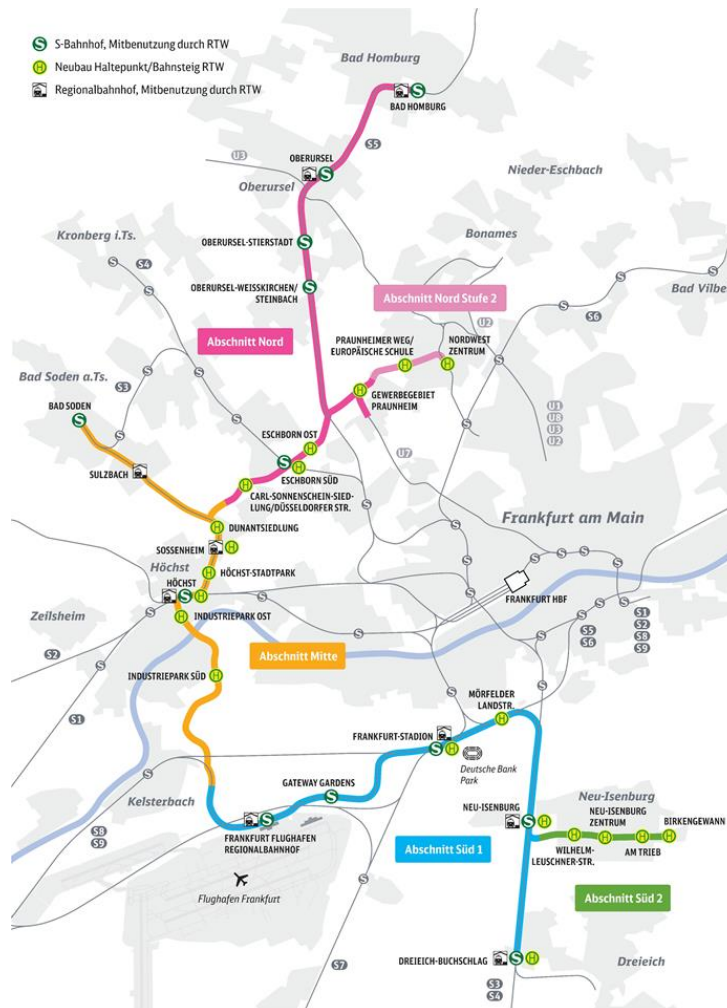 S-Bahnhof, Mitbenutzung durch RTW
Neubau Haltepunkt/Bahnsteig RTW
Regionalbahnhof, Mitbenutzung durch RTW
Bad Homburg
BAD HOMBURG
S5
U3
OBERURSEL
Oberursel
Nieder-Eschbach
Kronberg i.Ts.
S4
OBERURSEL-STIERSTADT
Bonames
OBERURSEL-WEISSKIRCHEN/
STEINBACH
Abschnitt Nord Stufe 2
Bad Vilbe
S6
U2
Abschnitt Nord
PRAUNHEIMER WEG/
EUROPÄISCHE SCHULE
NORDWEST
ZENTRUM
Bad Soden a.Ts.
S3
BAD SODEN
GEWERBEGEBIET
PRAUNHEIM
U1
U8
U3
U2
ESCHBORN OST
U7
SULZBACH
ESCHBORN SÜD
CARL-SONNENSCHEIN-SIED-
LUNG/DÜSSELDORFER STR.
Frankfurt am Main
DUNANTSIEDLUNG
SOSSENHEIM
Höchst
HÖCHST-STADTPARK
HÖCHST
FRANKFURT HBF
Zeilsheim
INDUSTRIEPARK OST
S1
S2
S8
S9
S5
S6
S2
Abschnitt Mitte
INDUSTRIEPARK SÜD
MÖRFELDER
LANDSTR.
S1
FRANKFURT-STADION
Deutsche Bank
Park
GATEWAY GARDENS
Kelsterbach
Neu-Isenburg
NEU-ISENBURG
NEU-ISENBURG
ZENTRUM
BIRKENGEWANN
S8
S9
FRANKFURT FLUGHAFEN
REGIONALBAHNHOF
Abschnitt Süd 1
WILHELM-
LEUSCHNER-STR.
AM TRIEB
Flughafen Frankfurt
Abschnitt Süd 2
DREIEICH-BUCHSCHLAG
Dreieich
S7
S3
S4